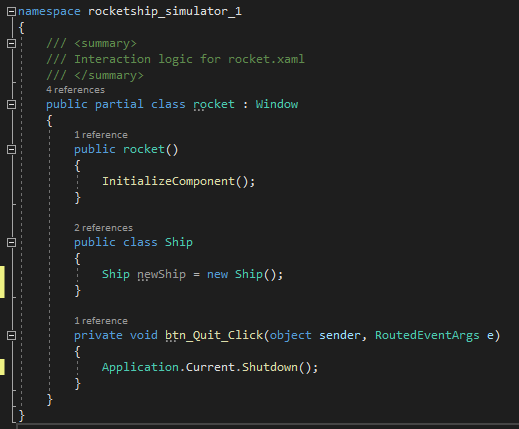 namespace rocketship_simulator_1
{
/// <summary>
/// Interaction logic for rocket.xaml
/// </summary>
4 references
public partial class rocket : Window
{
1 reference
public rocket()
{
InitializeComponent();
}
2 references
public class Ship
{
Ship newShip = new Ship();
}
1 reference
private void btn_Quit_Click(object sender, RoutedEventArgs e)
{
Application.Current.Shutdown();
}
}
}